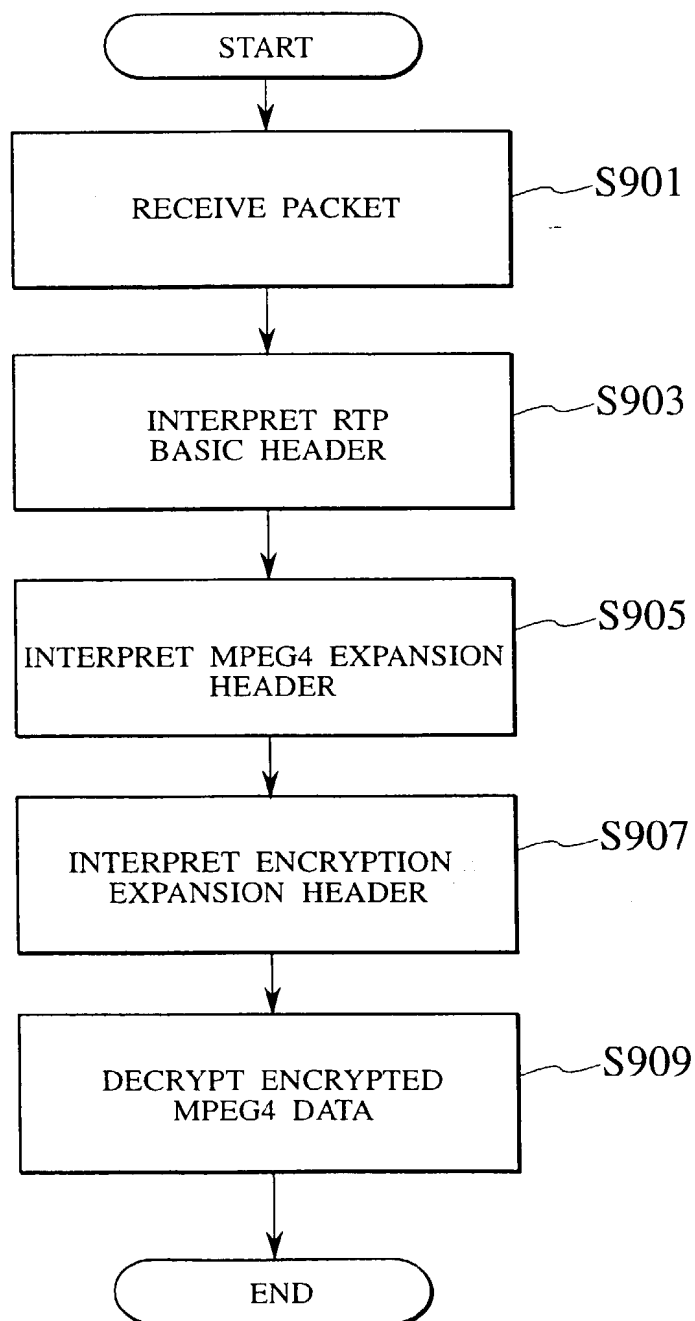 START
RECEIVE PACKET
S901
INTERPRET RTP
BASIC HEADER
S903
INTERPRET MPEG4 EXPANSION
HEADER
S905
INTERPRET ENCRYPTION
EXPANSION HEADER
S907
DECRYPT ENCRYPTED
MPEG4 DATA
S909
END